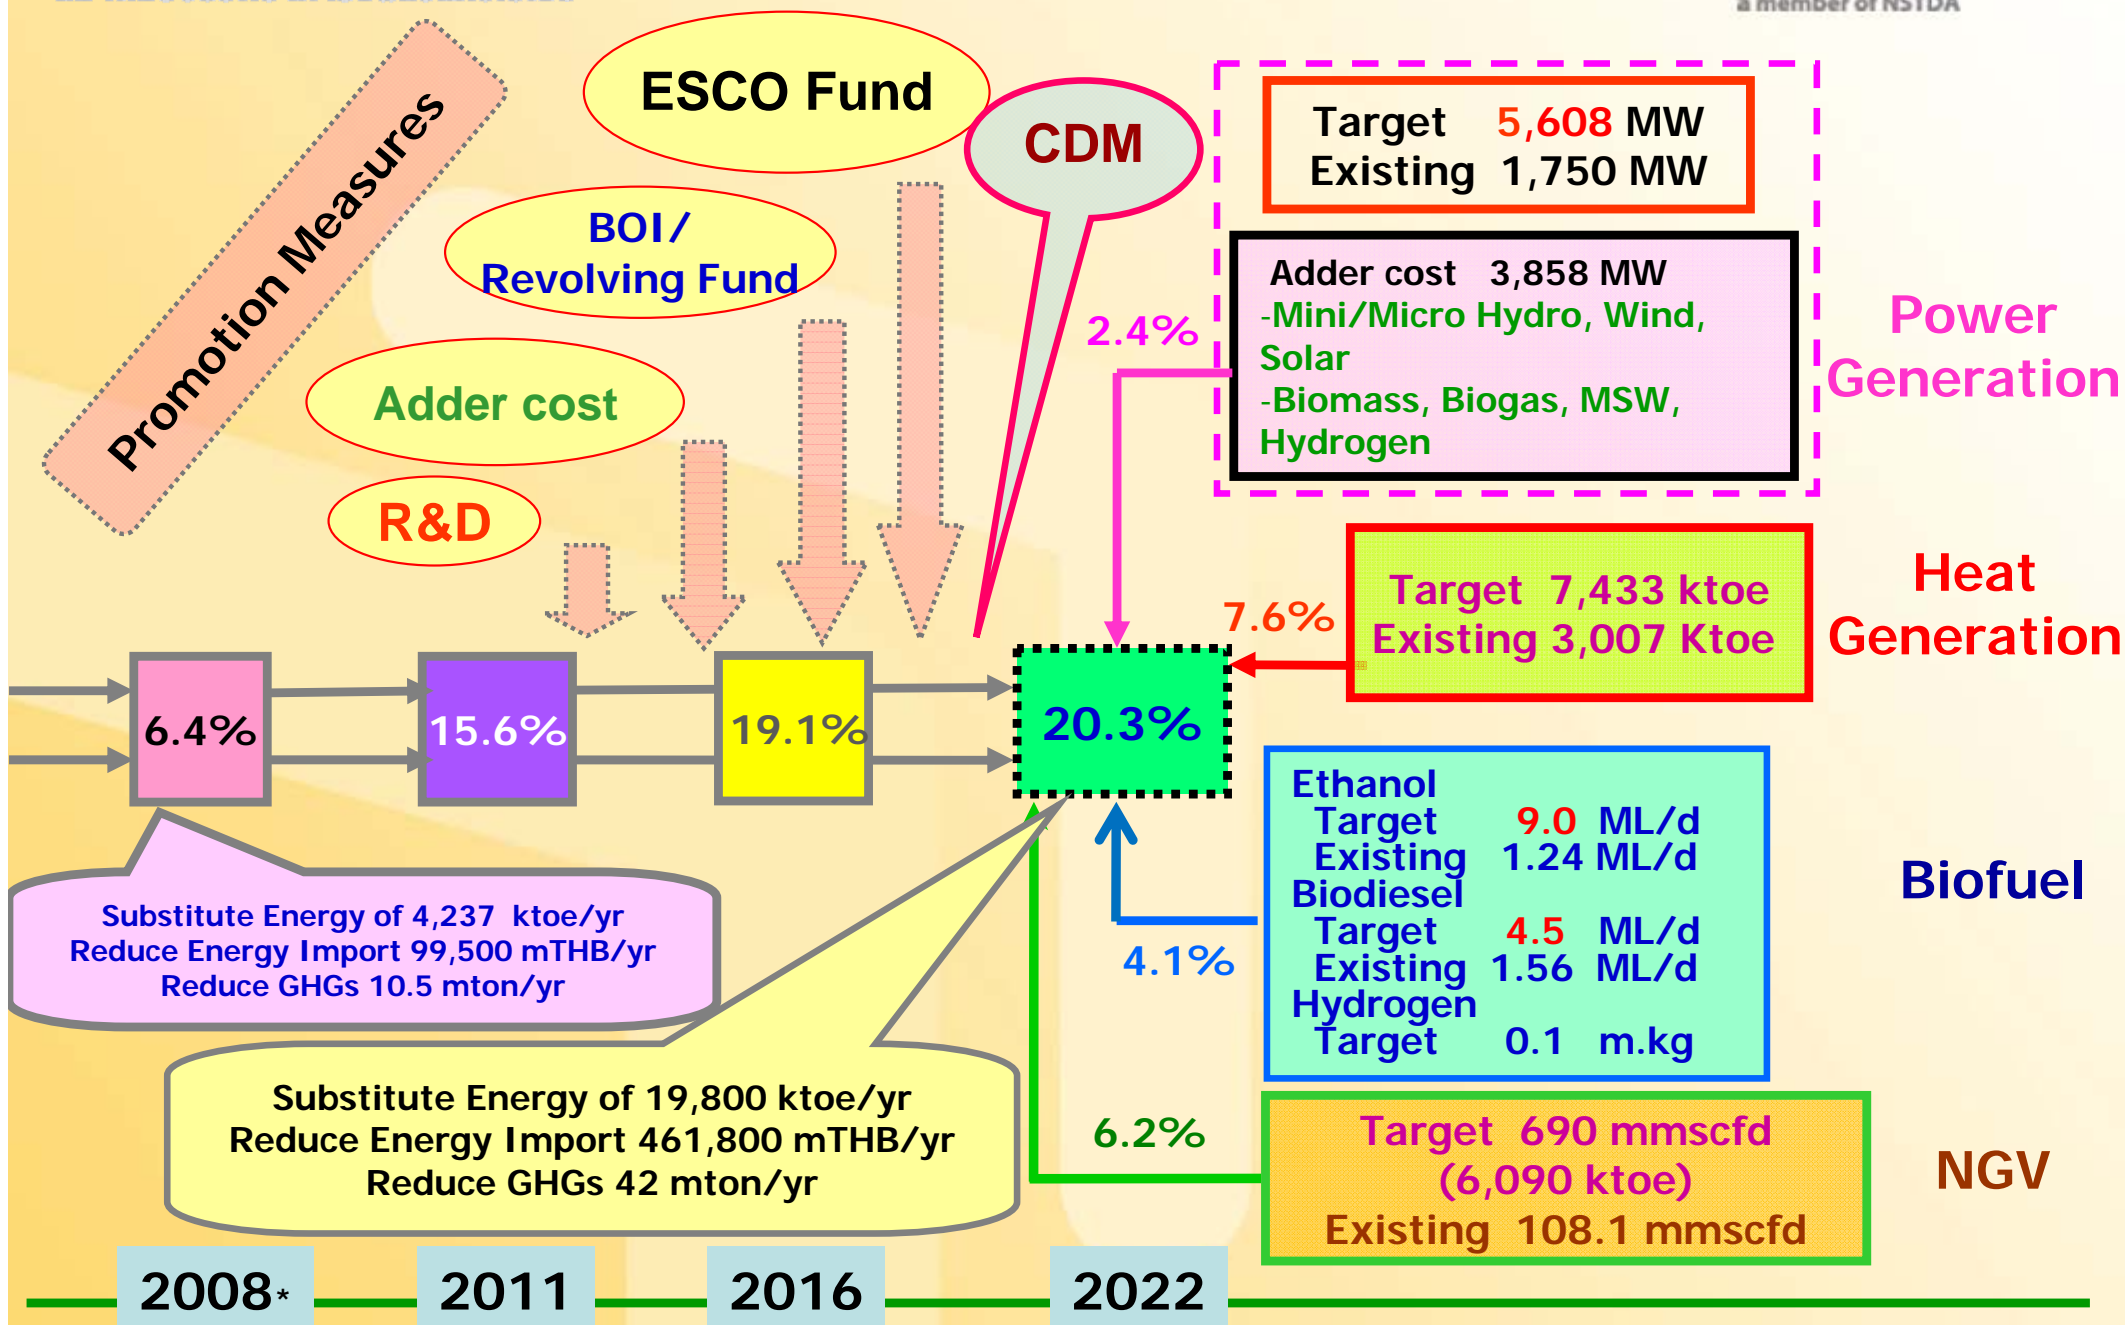 a member of NSTDA
Promotion Measures
ESCO Fund
CDM
BOI/
Revolving Fund
Adder cost
R&D
Target 5,608 MW
Existing 1,750 MW
Adder cost 3,858 MW
-Mini/Micro Hydro, Wind,
Solar
-Biomass, Biogas, MSW,
Hydrogen
2.4%
Power
Generation
Target 7,433 ktoe
Existing 3,007 Ktoe
7.6%
Heat
Generation
6.4%
15.6%
19.1%
20.3%
Ethanol
Target 9.0 ML/d
Existing 1.24 ML/d
Biodiesel
Target 4.5 ML/d
Existing 1.56 ML/d
Hydrogen
Target 0.1 m.kg
4.1%
Biofuel
Substitute Energy of 4,237 ktoe/yr
Reduce Energy Import 99,500 mTHB/yr
Reduce GHGs 10.5 mton/yr
Substitute Energy of 19,800 ktoe/yr
Reduce Energy Import 461,800 mTHB/yr
Reduce GHGs 42 mton/yr
6.2%
Target 690 mmscfd
(6,090 ktoe)
Existing 108.1 mmscfd
NGV
2008*
2011
2016
2022